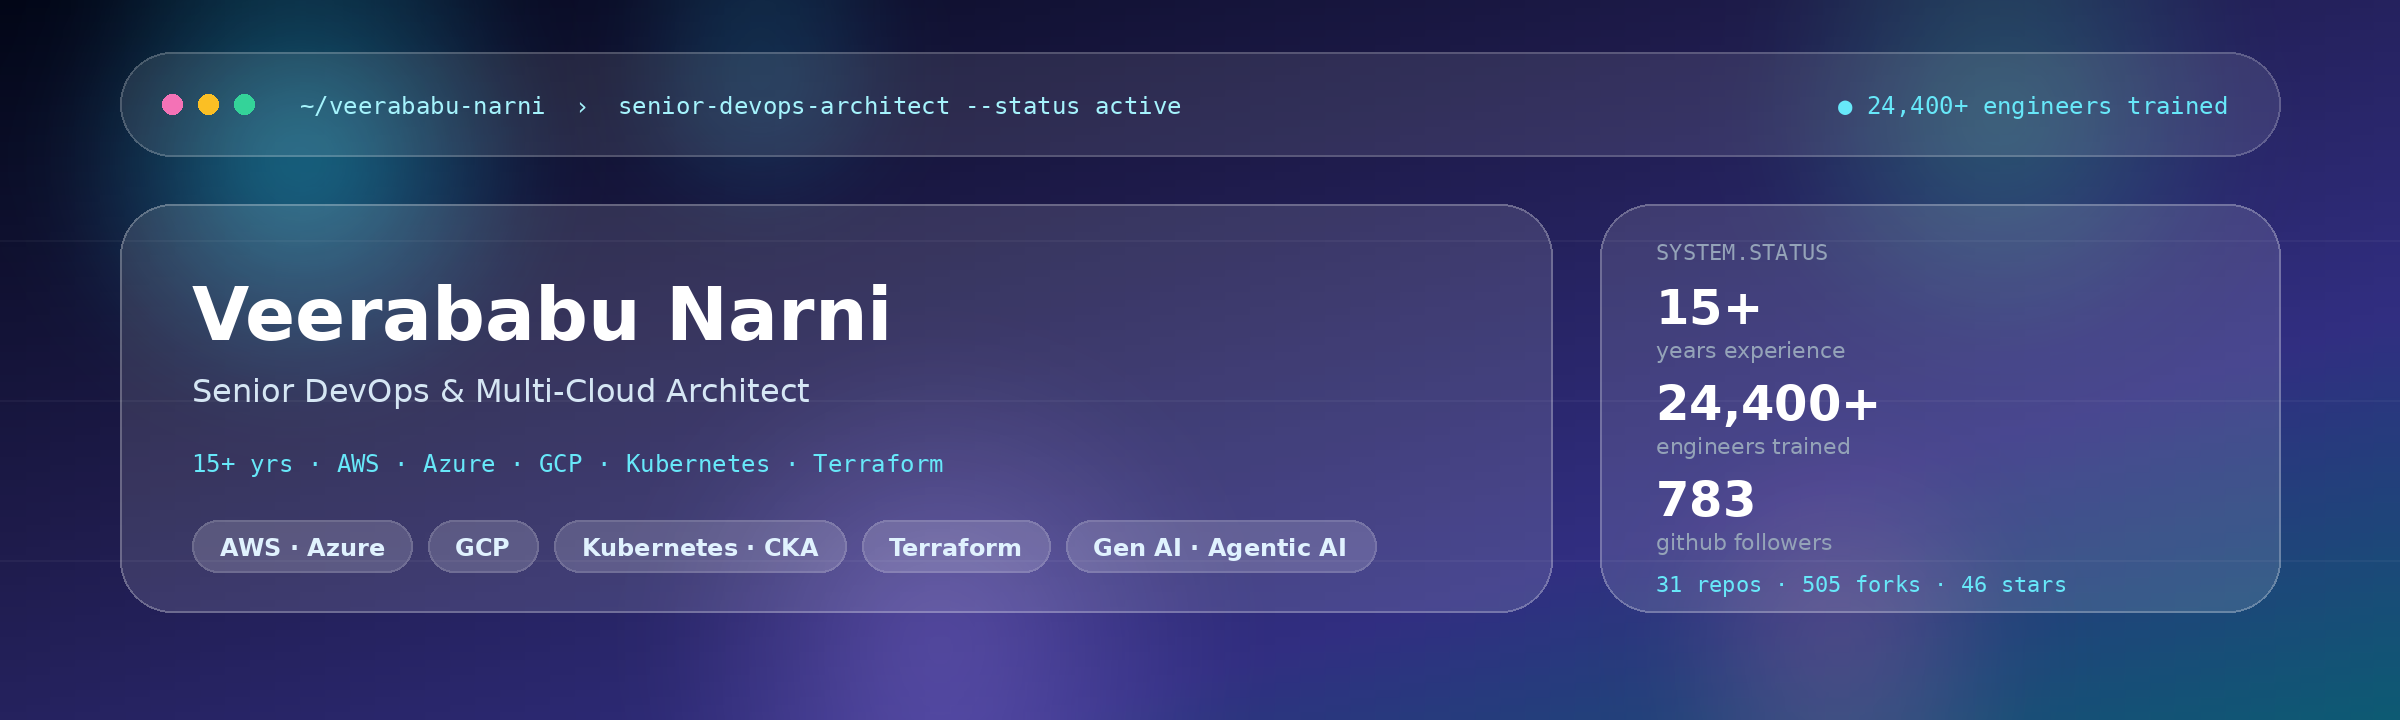 ~/veerababu-narni › senior-devops-architect --status active
● 24,400+ engineers trained
Veerababu Narni
Senior DevOps & Multi-Cloud Architect
15+ yrs · AWS · Azure · GCP · Kubernetes · Terraform
AWS · Azure GCP Kubernetes · CKA Terraform Gen AI · Agentic AI
SYSTEM.STATUS
15+
years experience
24,400+
engineers trained
783
github followers
31 repos · 505 forks · 46 stars